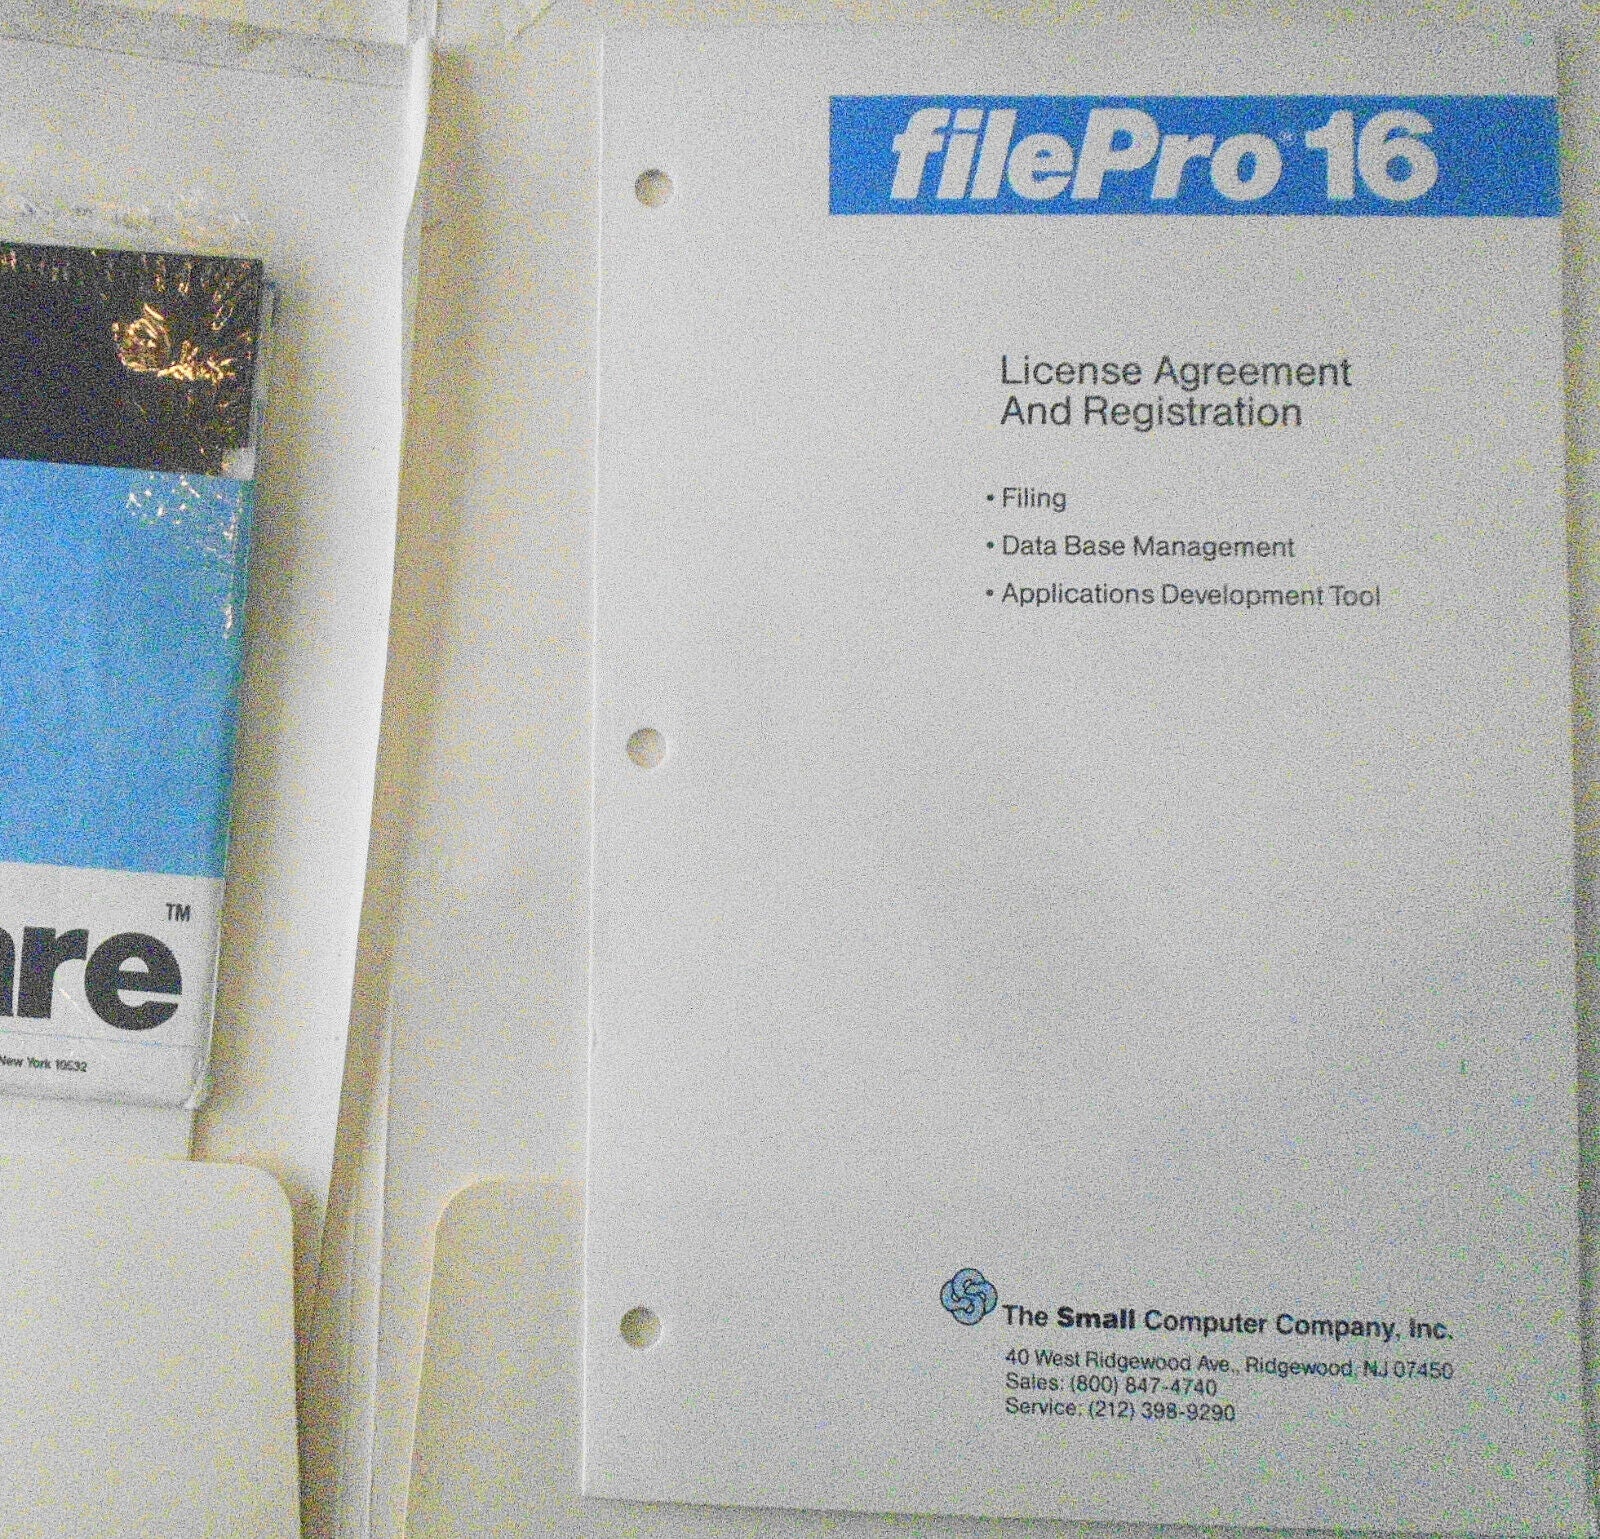 TM
are
New York 10532
filePro® 16
License Agreement
And Registration
• Filing
• Data Base Management
• Applications Development Tool
The Small Computer Company, Inc.
40 West Ridgewood Ave., Ridgewood, NJ 07450
Sales: (800) 847-4740
Service: (212) 398-9290